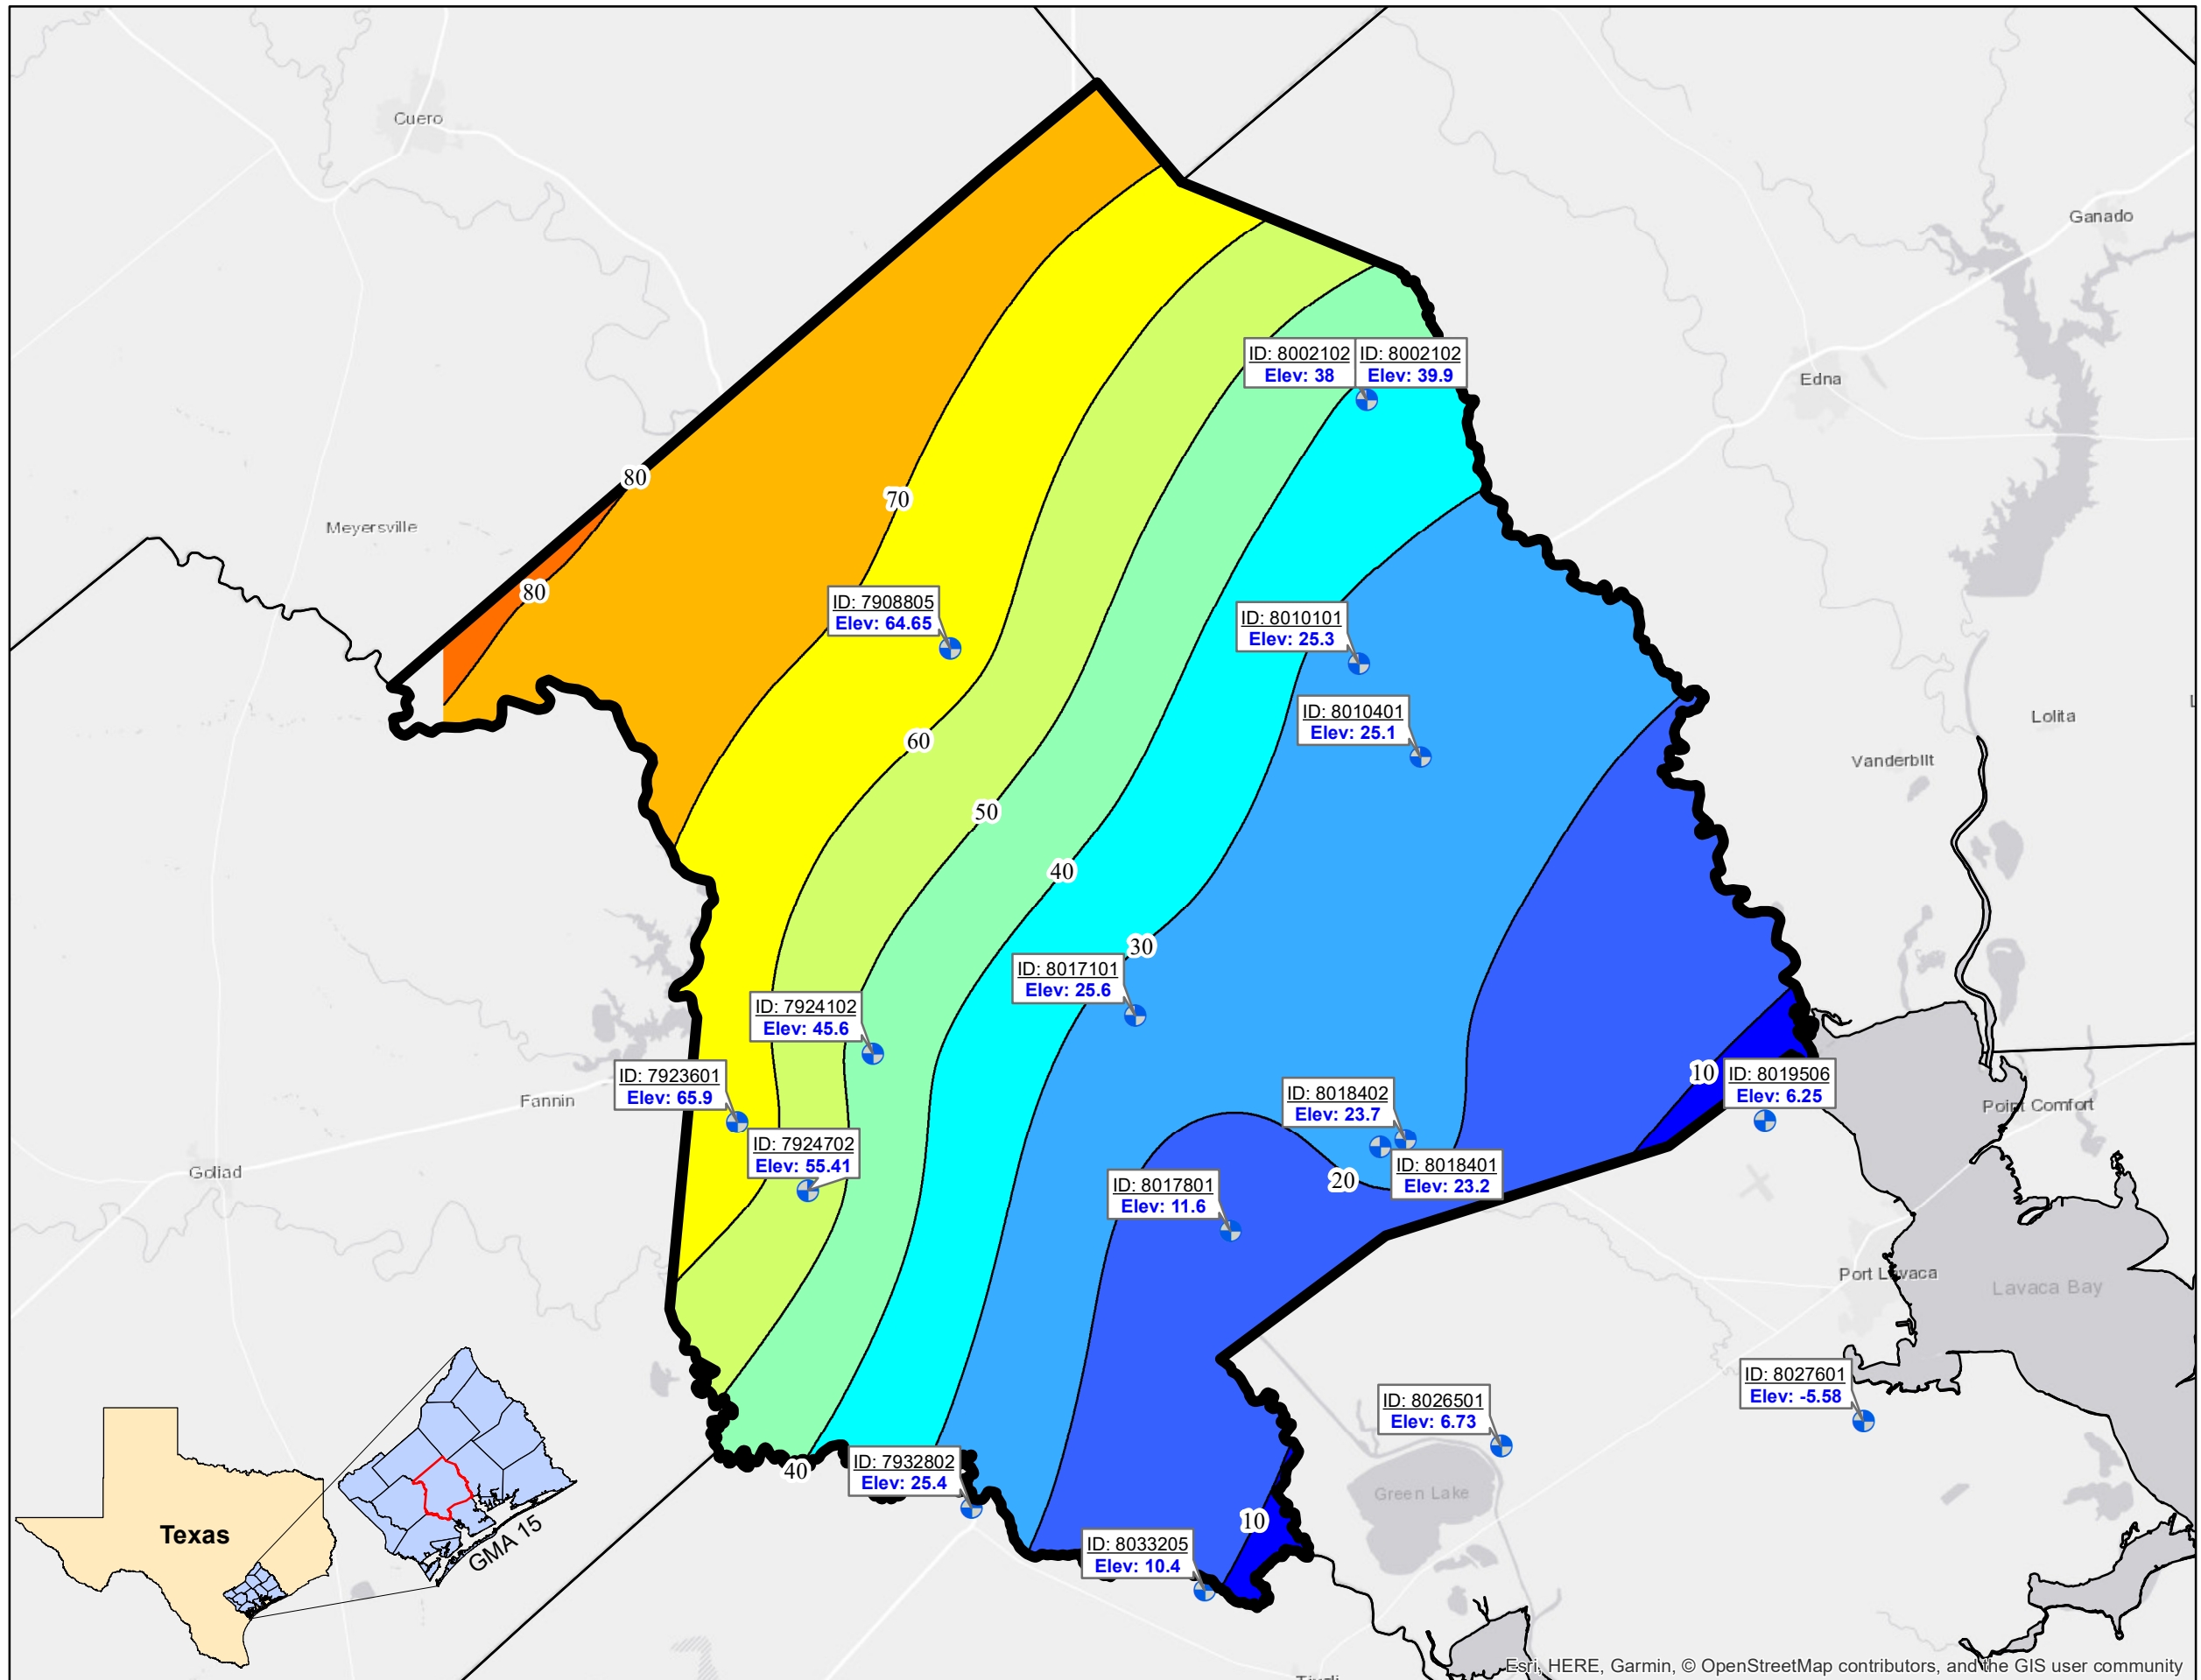 Cuero
Ganado
ID: 8002102
Elev: 38
ID: 8002102
Elev: 39.9
Edna
80
70
Meyersville
80
ID: 7908805
Elev: 64.65
ID: 8010101
Elev: 25.3
ID: 8010401
Elev: 25.1
Lolita
60
Vanderbilt
50
40
30
ID: 8017101
Elev: 25.6
ID: 7924102
Elev: 45.6
ID: 7923601
Elev: 65.9
Fannin
10
ID: 8019506
Elev: 6.25
Point Comfort
ID: 8018402
Elev: 23.7
ID: 7924702
Elev: 55.41
Goliad
ID: 8018401
Elev: 23.2
20
ID: 8017801
Elev: 11.6
Port Lavaca
Lavaca Bay
ID: 8027601
Elev: -5.58
ID: 8026501
Elev: 6.73
40
ID: 7932802
Elev: 25.4
Green Lake
10
Texas
GMA 15
ID: 8033205
Elev: 10.4
Esri, HERE, Garmin, © OpenStreetMap contributors, and the GIS user community